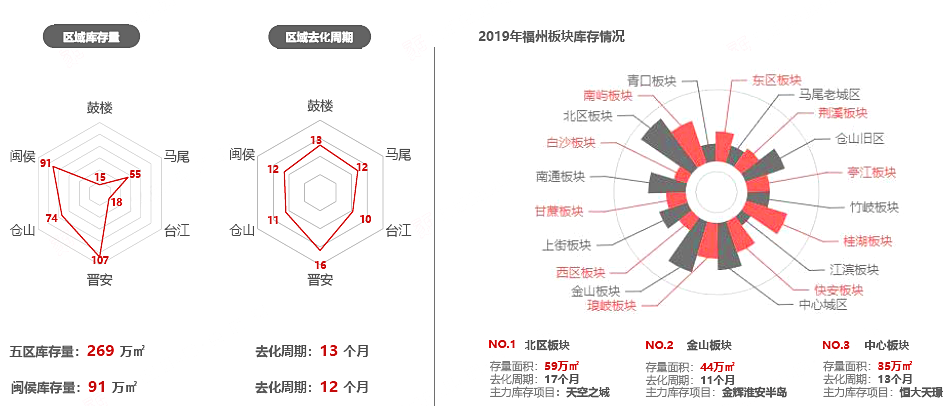 区域库存量
鼓楼
马尾
台江
晋安
仓山
闽侯
15
55
18
107
74
91
五区库存量：269 万㎡
闽侯库存量：91 万㎡
区域去化周期
鼓楼
马尾
台江
晋安
仓山
闽侯
13
12
10
16
11
12
去化周期：13 个月
去化周期：12 个月
2019年福州板块库存情况
东区板块
马尾老城区
荆溪板块
仓山旧区
亭江板块
竹岐板块
桂湖板块
江滨板块
快安板块
中心城区
琅岐板块
金山板块
西区板块
上街板块
甘蔗板块
南通板块
白沙板块
北区板块
南屿板块
青口板块
NO.1 北区板块
存量面积：59万㎡
去化周期：17个月
主力库存项目：天空之城
NO.2 金山板块
存量面积：44万㎡
去化周期：11个月
主力库存项目：金辉淮安半岛
NO.3 中心板块
存量面积：35万㎡
去化周期：13个月
主力库存项目：恒大天璟